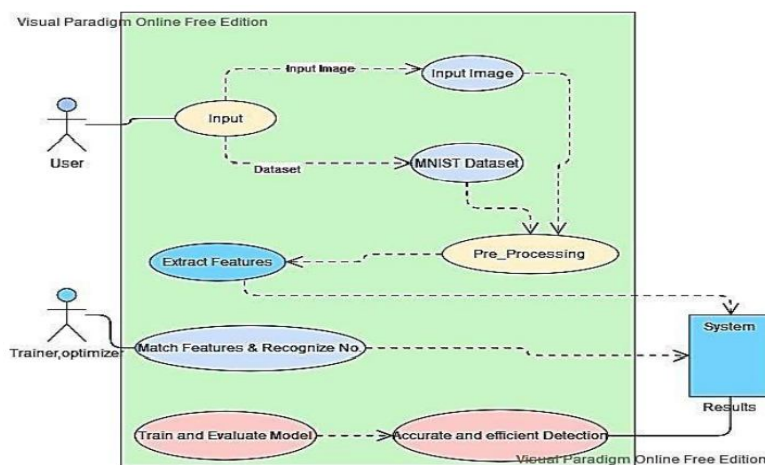 Visual Paradigm Online Free Edition
Input Image
Input Image
Input
User
Dataset
MNIST Dataset
Extract Features
Pre_Processing
System
Trainer,optimizer
Match Features & Recognize No.
Results
Train and Evaluate Model
Accurate and efficient Detection
Visual Paradigm Online Free Edition